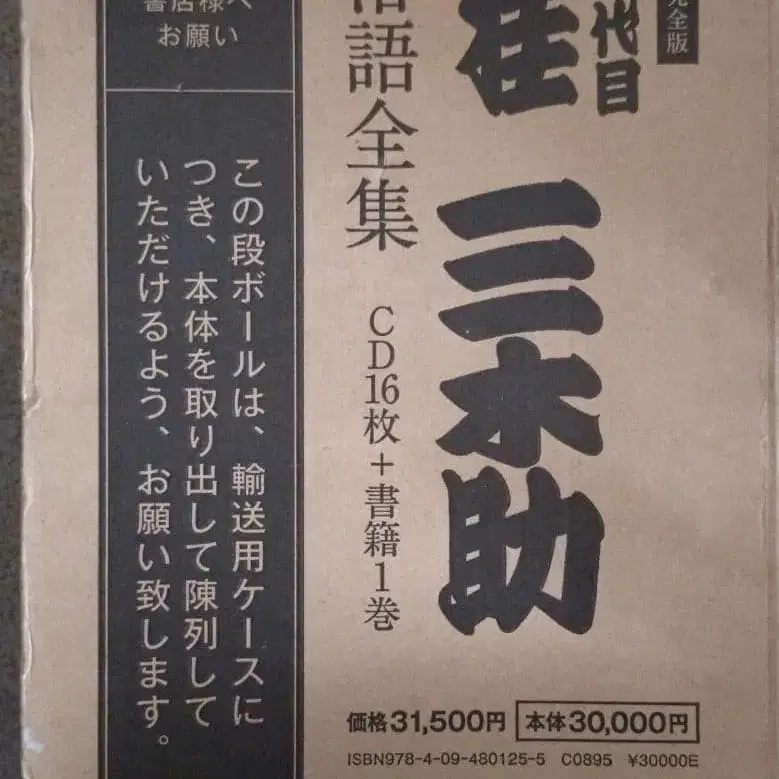 完全版
代目
桂 三木助
落語全集
CD16枚+書籍1巻
価格31,500円 本体30,000円
ISBN978-4-09-480125-5 C0895 ¥30000E
書店様へ
お願い
この段ボールは、輸送用ケースに
つき、本体を取り出して陳列して
いただけるよう、お願い致します。